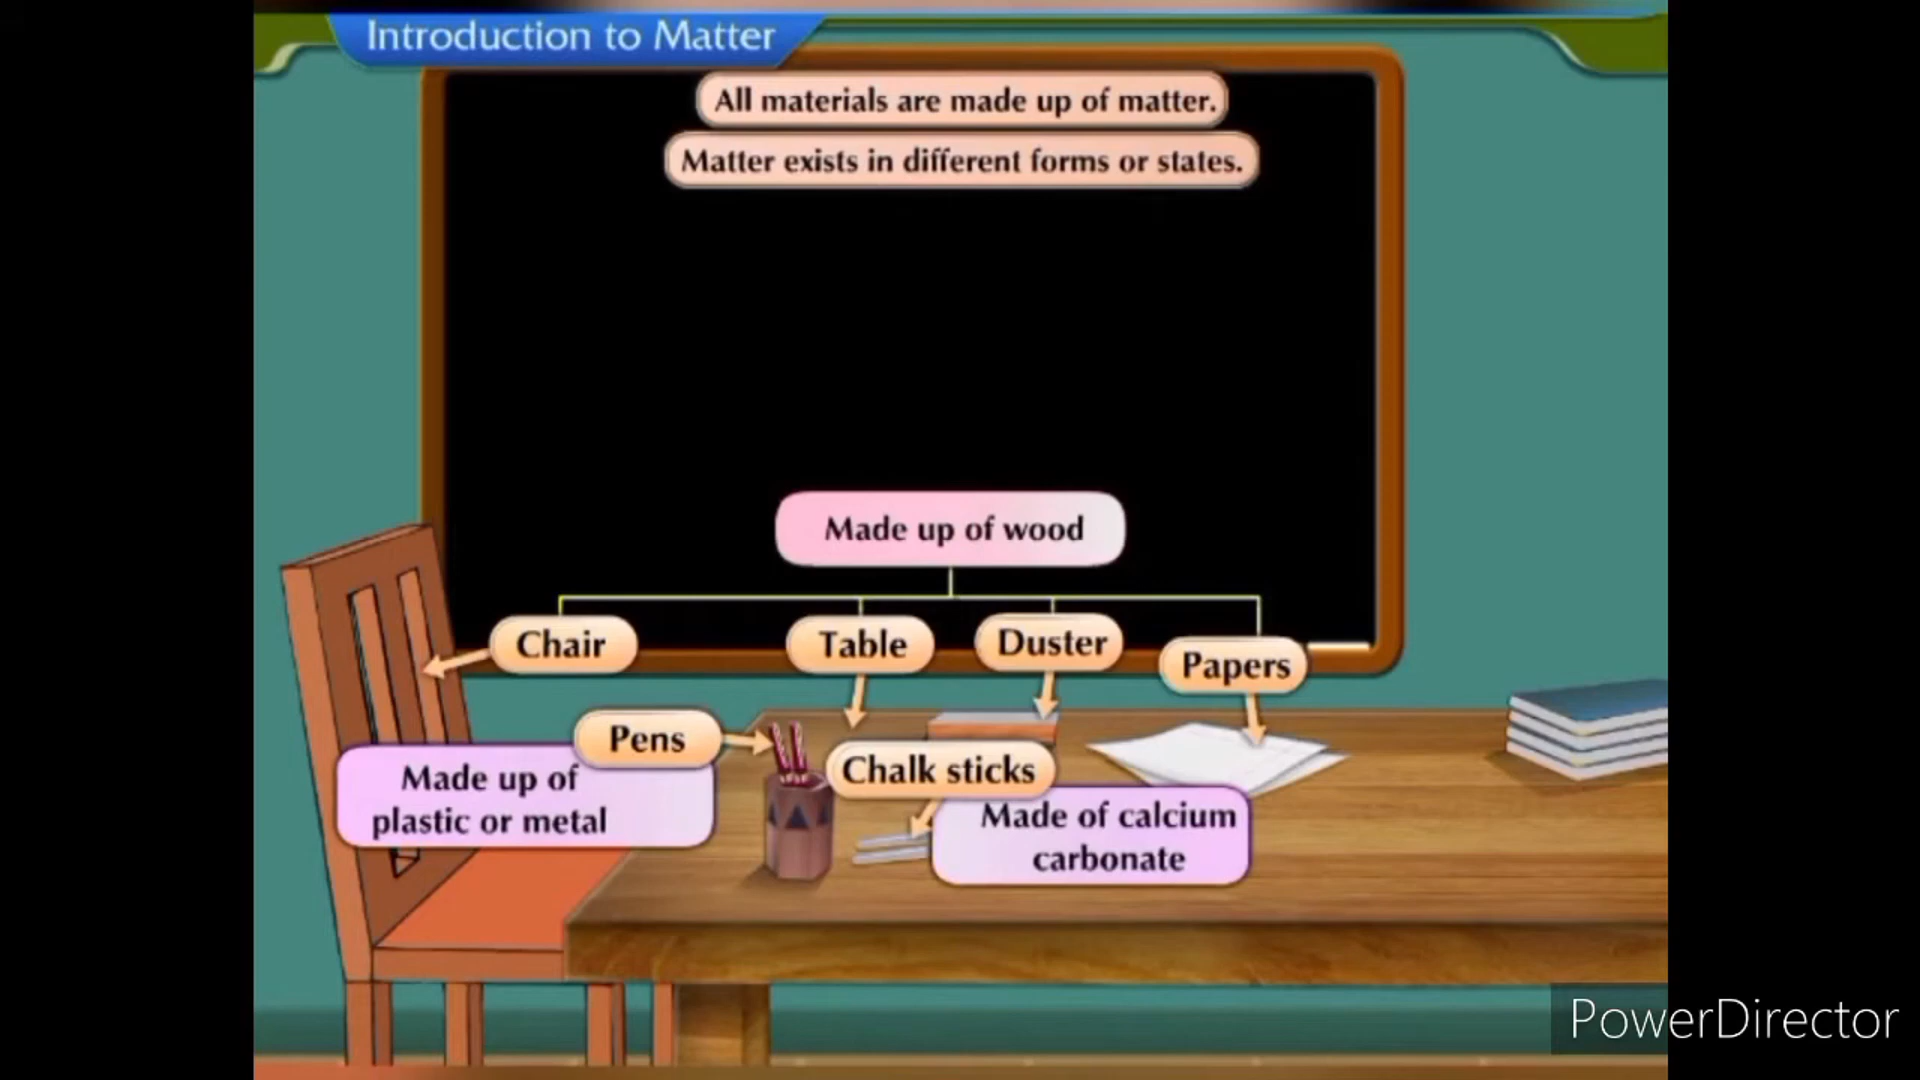 Introduction to Matter
All materials are made up of matter.
Matter exists in different forms or states.
Made up of wood
Chair
Table
Duster
Papers
Pens
Made up of
plastic or metal
Chalk sticks
Made of calcium
carbonate
PowerDirector